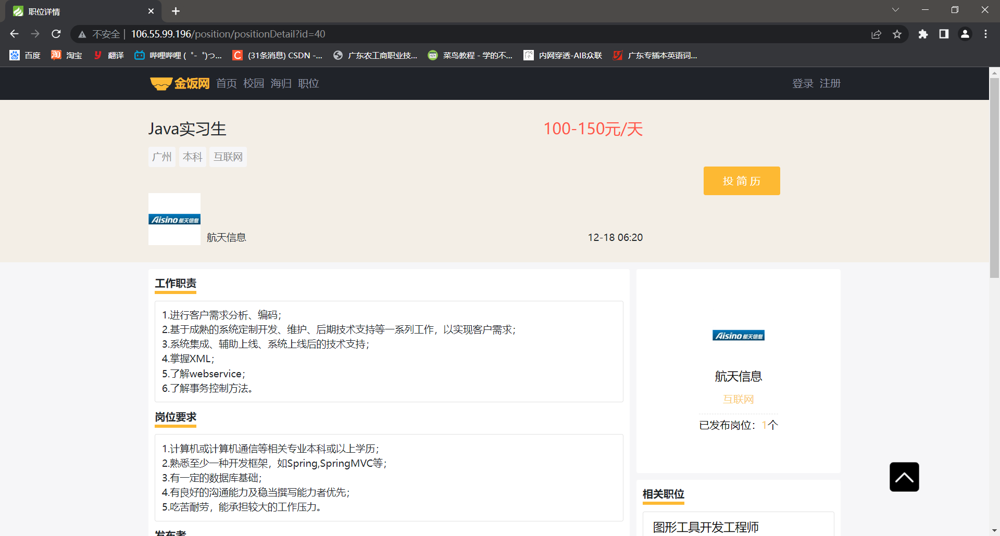 职位详情
不安全 | 106.55.99.196/position/positionDetail?id=40
百度 淘宝 翻译 哔哩哔哩 (゜-゜)つ... (31条消息) CSDN -... 广东农工商职业技... 菜鸟教程 - 学的不... 内网穿透-AIB众联 广东专插本英语词...
金饭网 首页 校园 海归 职位 登录 注册
Java实习生 100-150元/天
广州 本科 互联网
投 简 历
Aisino 航天信息
航天信息 12-18 06:20
工作职责
1.进行客户需求分析、编码；
2.基于成熟的系统定制开发、维护、后期技术支持等一系列工作，以实现客户需求；
3.系统集成、辅助上线、系统上线后的技术支持；
4.掌握XML；
5.了解webservice；
6.了解事务控制方法。
岗位要求
1.计算机或计算机通信等相关专业本科或以上学历；
2.熟悉至少一种开发框架，如Spring,SpringMVC等；
3.有一定的数据库基础；
4.有良好的沟通能力及稳当撰写能力者优先；
5.吃苦耐劳，能承担较大的工作压力。
发布者
Aisino 航天信息
航天信息
互联网
已发布岗位：1个
相关职位
图形工具开发工程师